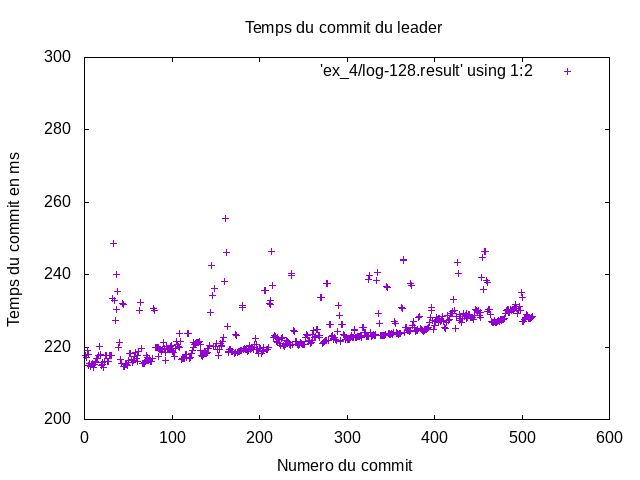 Temps du commit du leader
'ex_4/log-128.result' using 1:2
Temps du commit en ms
300
280
260
240
220
200
0 100 200 300 400 500 600
Numero du commit